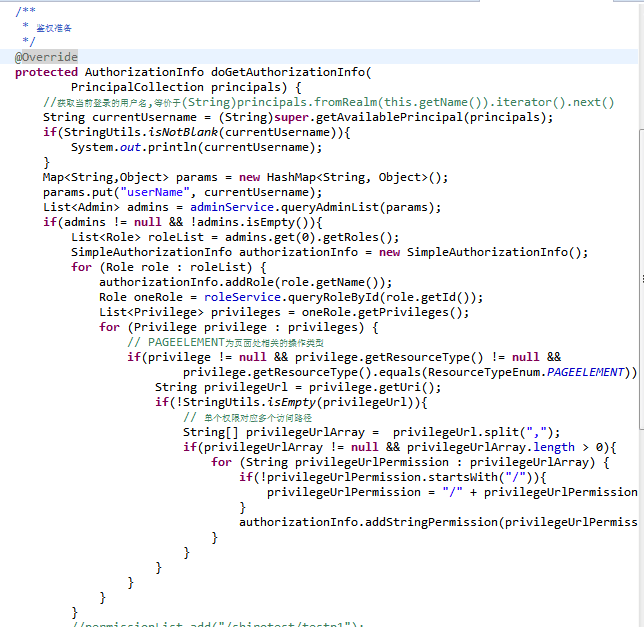 /**
 * 鉴权准备
 */
@Override
protected AuthorizationInfo doGetAuthorizationInfo(
        PrincipalCollection principals) {
    //获取当前登录的用户名,等价于(String)principals.fromRealm(this.getName()).iterator().next()
    String currentUsername = (String)super.getAvailablePrincipal(principals);
    if(StringUtils.isNotBlank(currentUsername)){
        System.out.println(currentUsername);
    }
    Map<String,Object> params = new HashMap<String, Object>();
    params.put("userName", currentUsername);
    List<Admin> admins = adminService.queryAdminList(params);
    if(admins != null && !admins.isEmpty()){
        List<Role> roleList = admins.get(0).getRoles();
        SimpleAuthorizationInfo authorizationInfo = new SimpleAuthorizationInfo();
        for (Role role : roleList) {
            authorizationInfo.addRole(role.getName());
            Role oneRole = roleService.queryRoleById(role.getId());
            List<Privilege> privileges = oneRole.getPrivileges();
            for (Privilege privilege : privileges) {
                // PAGEELEMENT为页面处相关的操作类型
                if(privilege != null && privilege.getResourceType() != null &&
                        privilege.getResourceType().equals(ResourceTypeEnum.PAGEELEMENT))
                    String privilegeUrl = privilege.getUri();
                    if(!StringUtils.isEmpty(privilegeUrl)){
                        // 单个权限对应多个访问路径
                        String[] privilegeUrlArray =  privilegeUrl.split(",");
                        if(privilegeUrlArray != null && privilegeUrlArray.length > 0){
                            for (String privilegeUrlPermission : privilegeUrlArray) {
                                if(!privilegeUrlPermission.startsWith("/")){
                                    privilegeUrlPermission = "/" + privilegeUrlPermission
                                }
                                authorizationInfo.addStringPermission(privilegeUrlPermiss
                            }
                        }
                    }
                }
            }
        }
        //permissionList.add("/shirotest/testp1");